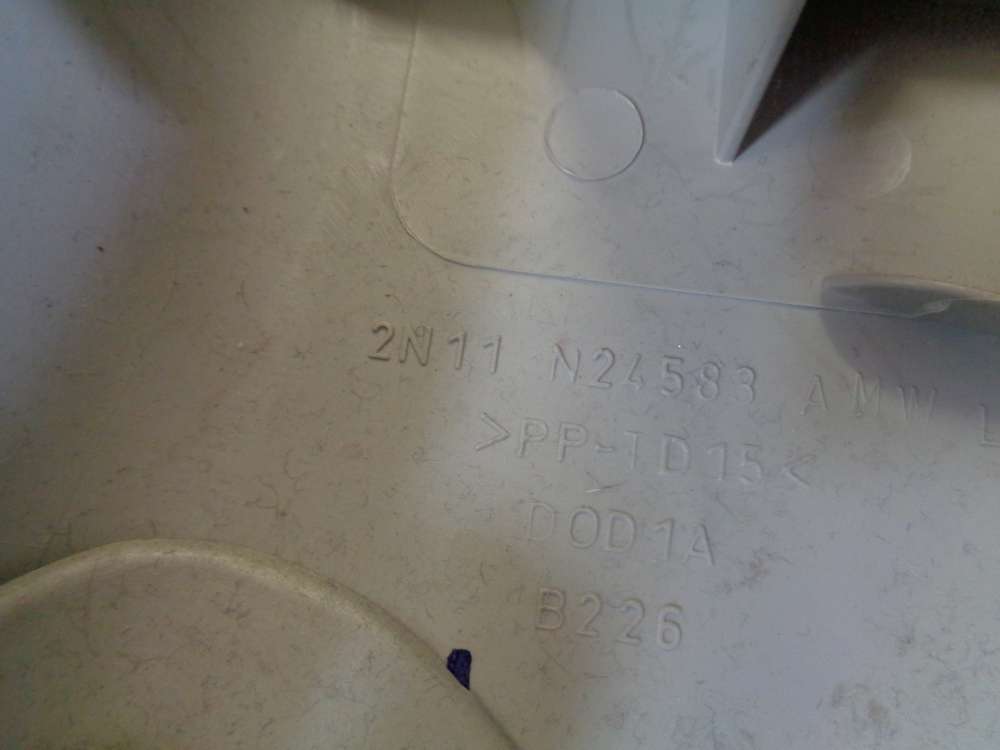 2N11 N24583 AMW L
>PP-TD15<
DOD1A
B226